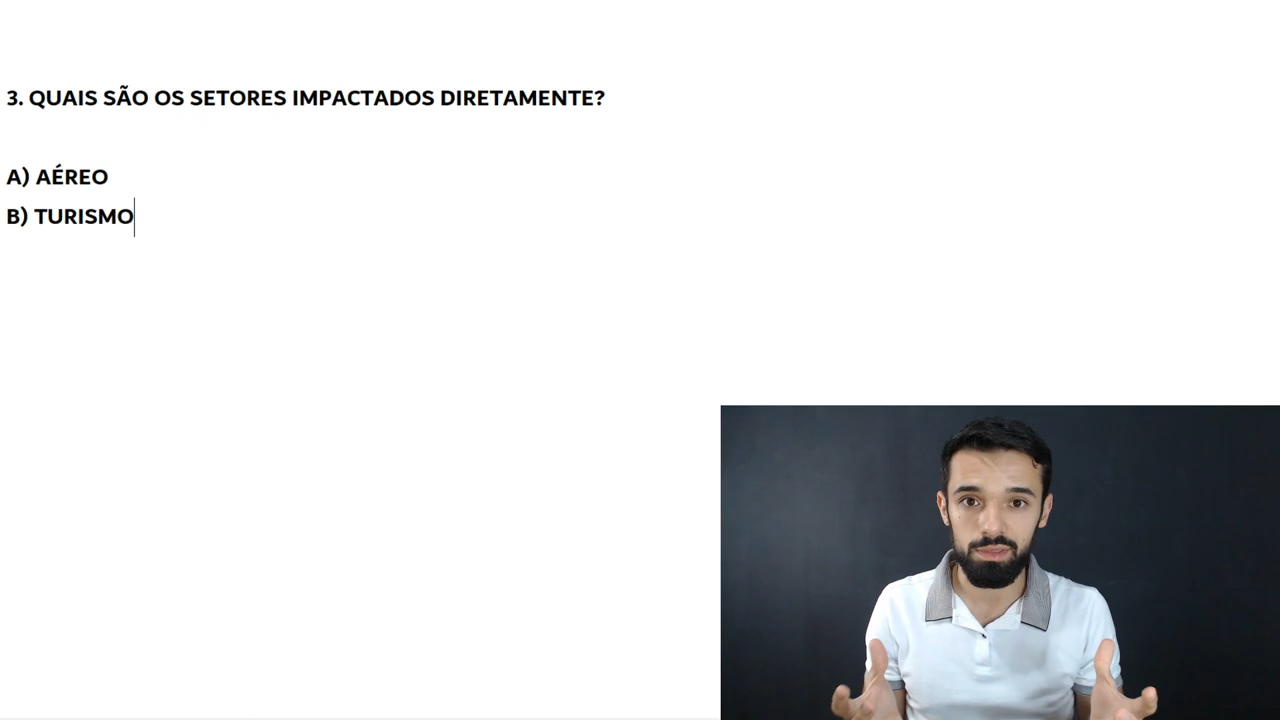 3. QUAIS SÃO OS SETORES IMPACTADOS DIRETAMENTE?
A) AÉREO
B) TURISMO